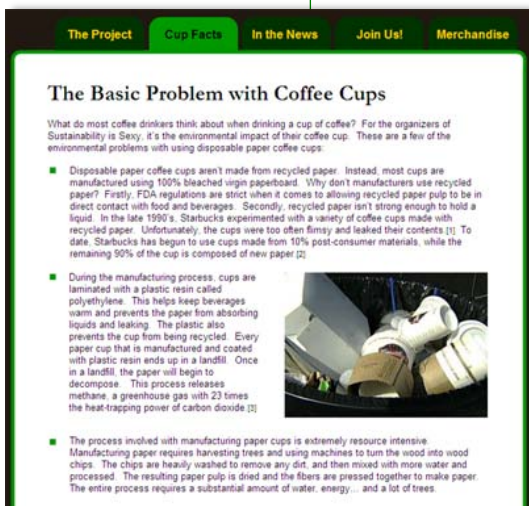 The Project Cup Facts In the News Join Us! Merchandise
The Basic Problem with Coffee Cups
What do most coffee drinkers think about when drinking a cup of coffee? For the organizers of
Sustainability is Sexy, it's the environmental impact of their coffee cup. These are a few of the
environmental problems with using disposable paper coffee cups:
Disposable paper coffee cups aren't made from recycled paper. Instead, most cups are
manufactured using 100% bleached virgin paperboard. Why don't manufacturers use recycled
paper? Firstly, FDA regulations are strict when it comes to allowing recycled paper pulp to be in
direct contact with food and beverages. Secondly, recycled paper isn't strong enough to hold a
liquid. In the late 1990's, Starbucks experimented with a variety of coffee cups made with
recycled paper. Unfortunately, the cups were too often flimsy and leaked their contents.[1] To
date, Starbucks has begun to use cups made from 10% post-consumer materials, while the
remaining 90% of the cup is composed of new paper.[2]
During the manufacturing process, cups are
laminated with a plastic resin called
polyethylene. This helps keep beverages
warm and prevents the paper from absorbing
liquids and leaking. The plastic also
prevents the cup from being recycled. Every
paper cup that is manufactured and coated
with plastic resin ends up in a landfill. Once
in a landfill, the paper will begin to
decompose. This process releases
methane, a greenhouse gas with 23 times
the heat-trapping power of carbon dioxide.[3]
The process involved with manufacturing paper cups is extremely resource intensive.
Manufacturing paper requires harvesting trees and using machines to turn the wood into wood
chips. The chips are heavily washed to remove any dirt, and then mixed with more water and
processed. The resulting paper pulp is dried and the fibers are pressed together to make paper.
The entire process requires a substantial amount of water, energy... and a lot of trees.